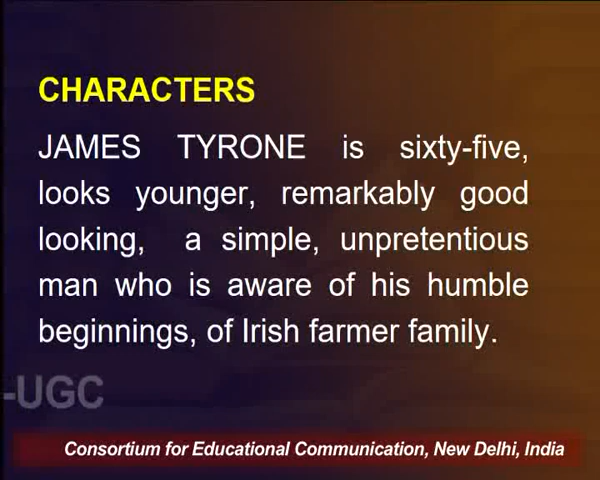 CHARACTERS
JAMES TYRONE is sixty-five,
looks younger, remarkably good
looking, a simple, unpretentious
man who is aware of his humble
beginnings, of Irish farmer family.
-UGC
Consortium for Educational Communication, New Delhi, India